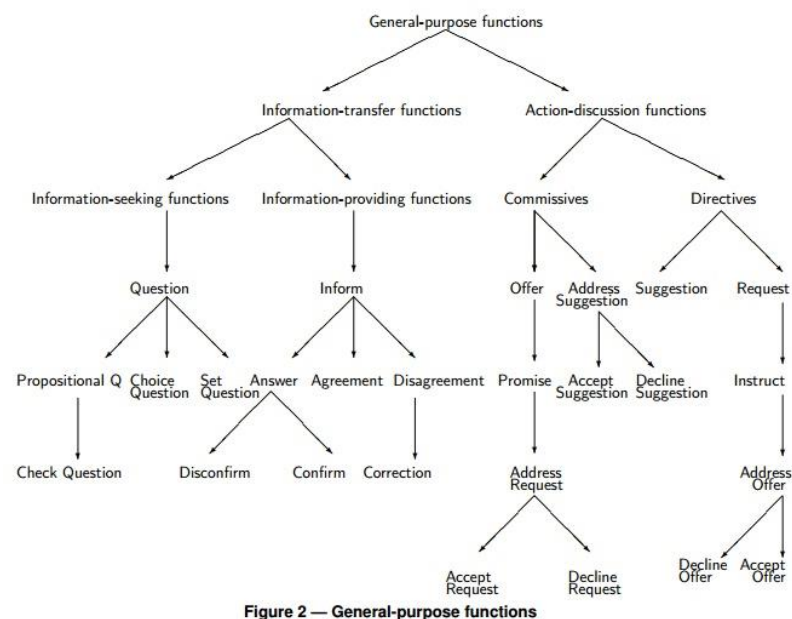 General-purpose functions
Information-transfer functions Action-discussion functions
Information-seeking functions Information-providing functions Commissives Directives
Question Inform Offer Address Suggestion Suggestion Request
Propositional Q Choice Question Set Question Answer Agreement Disagreement Promise Accept Suggestion Decline Suggestion Instruct
Check Question Disconfirm Confirm Correction Address Request Address Offer
Accept Request Decline Request Decline Offer Accept Offer
Figure 2 — General-purpose functions